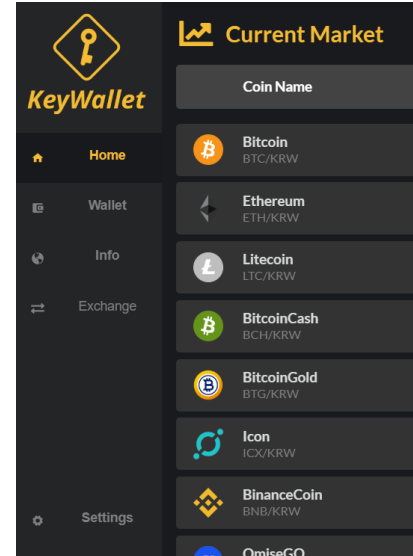 KeyWallet
Home
Wallet
Info
Exchange
Settings
Current Market
Coin Name
Bitcoin
BTC/KRW
Ethereum
ETH/KRW
Litecoin
LTC/KRW
BitcoinCash
BCH/KRW
BitcoinGold
BTG/KRW
Icon
ICX/KRW
BinanceCoin
BNB/KRW
OmiseGO